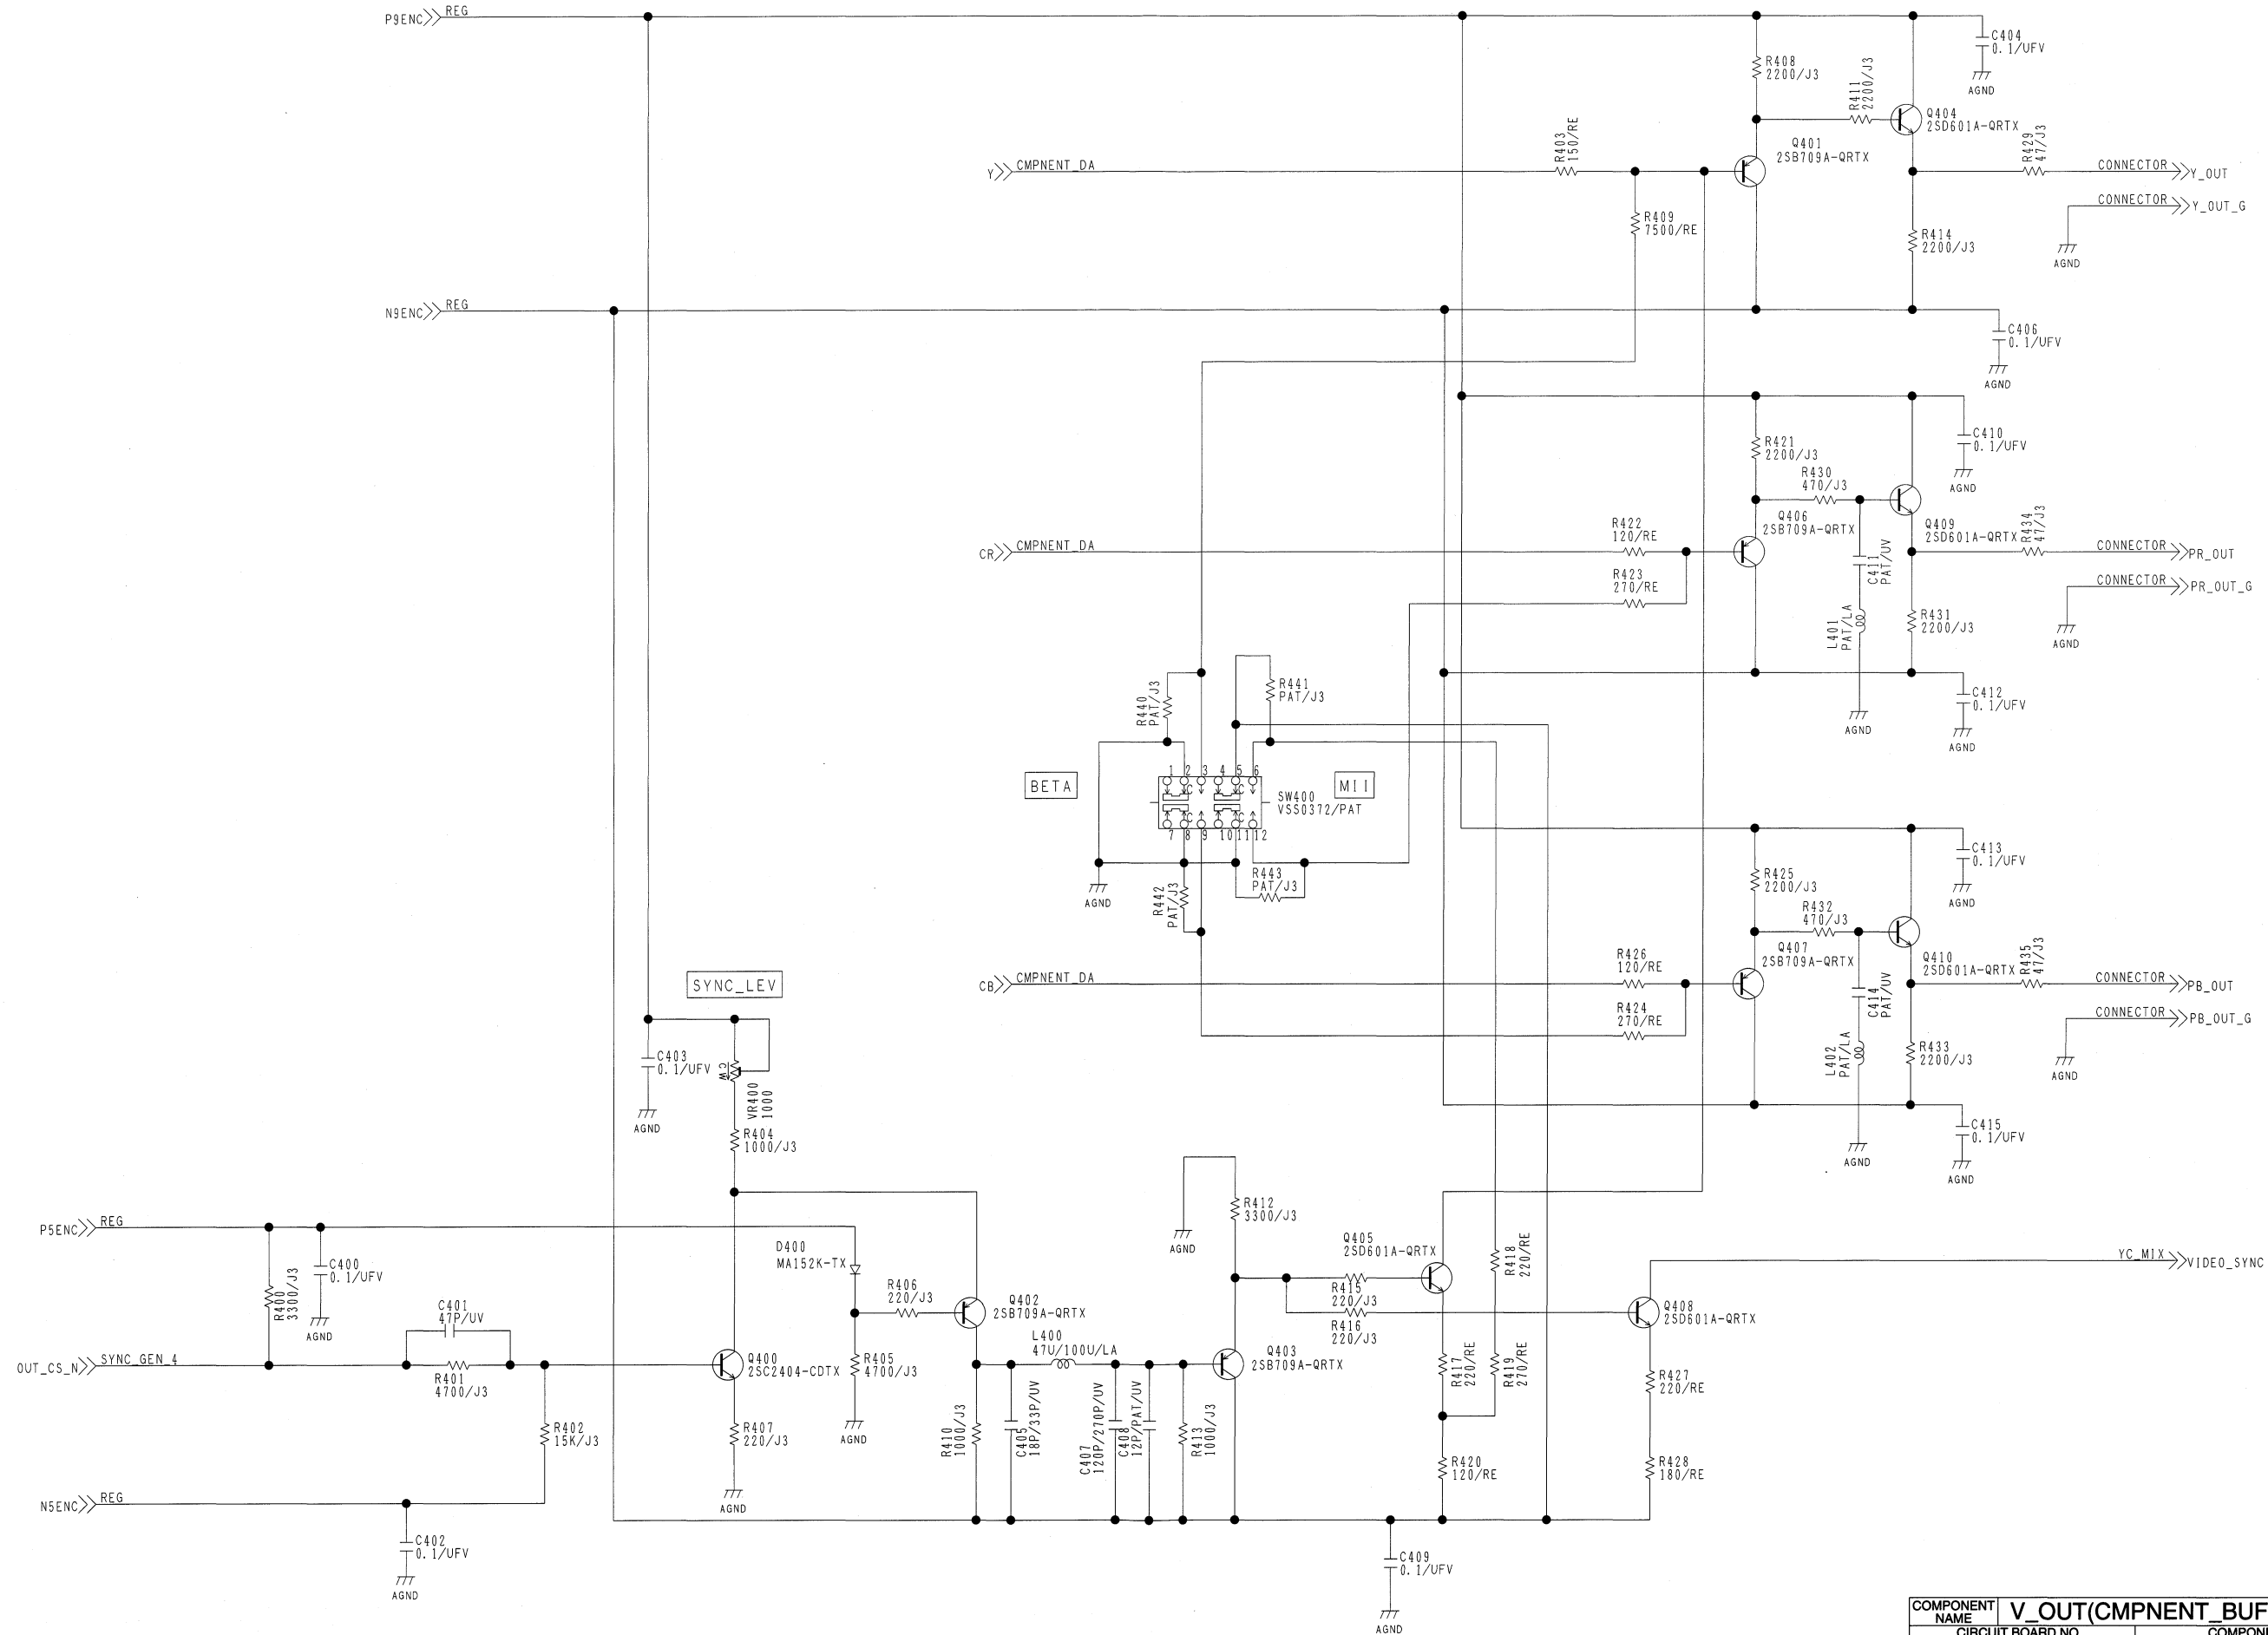 P9ENC REG
C404
0.1/UFV
AGND
R408
2200/J3
R411
2200/J3
Q404
2SD601A-QRTX
R403
150/RE
Q401
2SB709A-QRTX
R429
47/J3
Y CMPNENT_DA
CONNECTOR Y_OUT
CONNECTOR Y_OUT_G
AGND
R409
7500/RE
R414
2200/J3
N9ENC REG
C406
0.1/UFV
AGND
R421
2200/J3
C410
0.1/UFV
AGND
R430
470/J3
Q406
2SB709A-QRTX
Q409
2SD601A-QRTX
R434
47/J3
R422
120/RE
CR CMPNENT_DA
CONNECTOR PR_OUT
R423
270/RE
C411
PAT/UV
CONNECTOR PR_OUT_G
AGND
L401
PAT/LA
R431
2200/J3
AGND
R440
PAT/J3
R441
PAT/J3
C412
0.1/UFV
AGND
BETA
1 2 3 4 5 6
C C
MII
SW400
VSS0372/PAT
C C
7 8 9 10 11 12
AGND
R442
PAT/J3
R443
PAT/J3
C413
0.1/UFV
AGND
R425
2200/J3
R432
470/J3
Q407
2SB709A-QRTX
Q410
2SD601A-QRTX
R435
47/J3
R426
120/RE
CB CMPNENT_DA
CONNECTOR PB_OUT
R424
270/RE
C414
PAT/UV
CONNECTOR PB_OUT_G
AGND
L402
PAT/LA
R433
2200/J3
AGND
C415
0.1/UFV
AGND
SYNC_LEV
C403
0.1/UFV
AGND
CW
VR400
1000
R404
1000/J3
P5ENC REG
R400
3300/J3
C400
0.1/UFV
AGND
C401
47P/UV
OUT_CS_N SYNC_GEN_4
R401
4700/J3
R402
15K/J3
N5ENC REG
C402
0.1/UFV
AGND
Q400
2SC2404-CDTX
R407
220/J3
AGND
D400
MA152K-TX
R406
220/J3
R405
4700/J3
AGND
Q402
2SB709A-QRTX
R410
1000/J3
C405
18P/33P/UV
L400
47U/100U/LA
C407
120P/270P/UV
C408
12P/PAT/UV
R413
1000/J3
AGND
R412
3300/J3
Q403
2SB709A-QRTX
Q405
2SD601A-QRTX
R415
220/J3
R416
220/J3
R418
220/RE
R417
220/RE
R419
270/RE
R420
120/RE
C409
0.1/UFV
AGND
YC_MIX VIDEO_SYNC
Q408
2SD601A-QRTX
R427
220/RE
R428
180/RE
COMPONENT NAME V_OUT(CMPNENT_BUF
CIRCUIT BOARD NO. COMPON